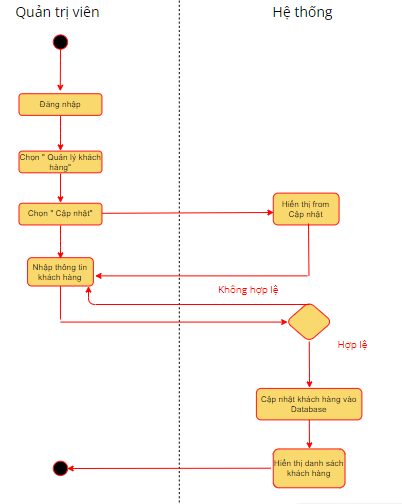 Quản trị viên
Hệ thống
Đăng nhập
Chọn " Quản lý khách
hàng"
Chọn " Cập nhật"
Hiển thị from
Cập nhật
Nhập thông tin
khách hàng
Không hợp lệ
Hợp lệ
Cập nhật khách hàng vào
Database
Hiển thị danh sách
khách hàng